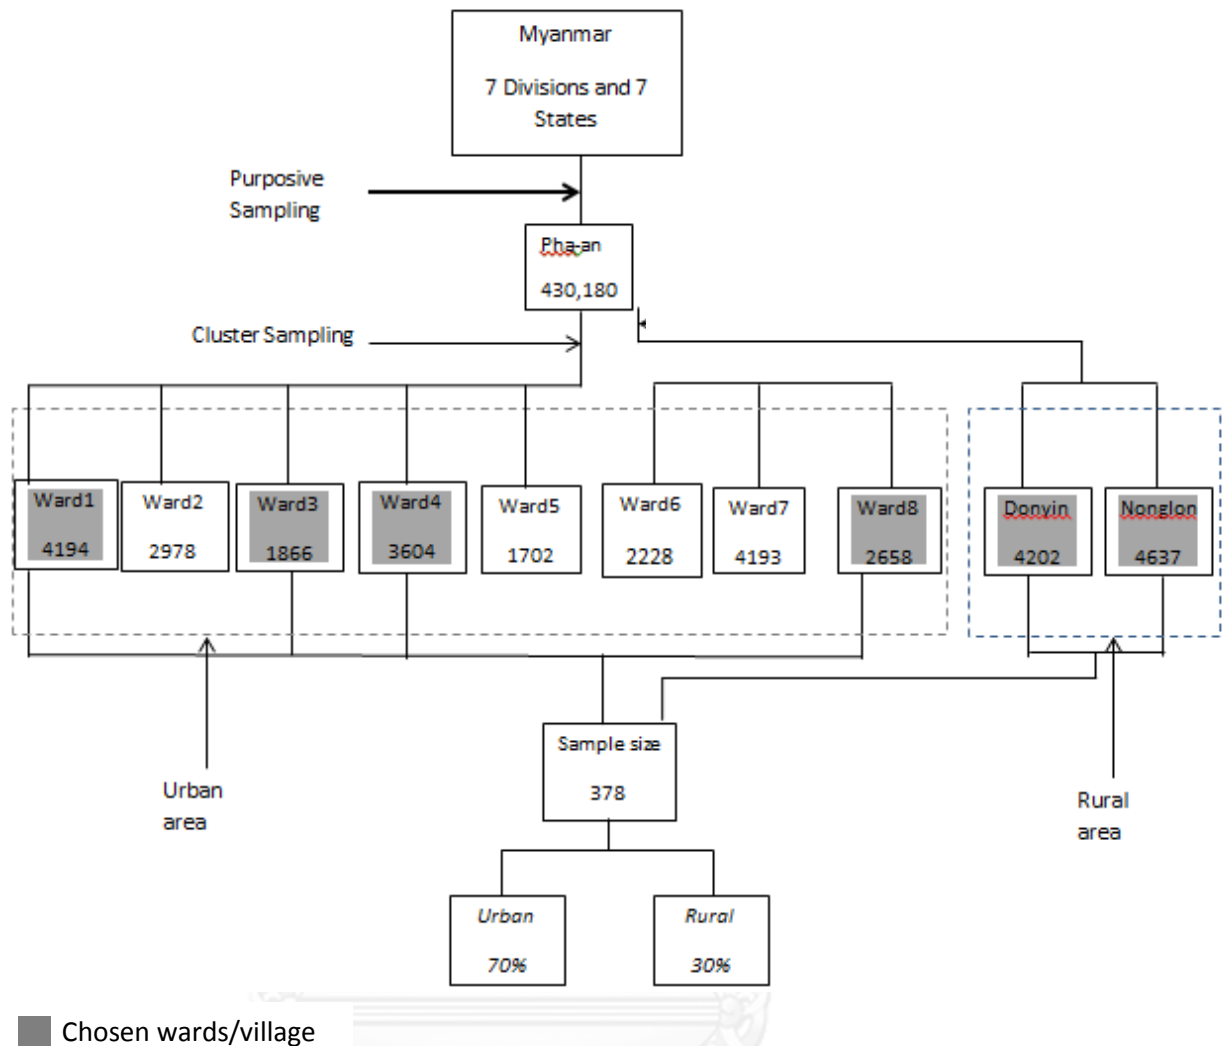 Myanmar
7 Divisions and 7
States
Purposive
Sampling
Pha-an
430,180
Cluster Sampling
Ward1
4194
Ward2
2978
Ward3
1866
Ward4
3604
Ward5
1702
Ward6
2228
Ward7
4193
Ward8
2658
Donyin
4202
Nonglon
4637
Urban
area
Sample size
378
Rural
area
Urban
70%
Rural
30%
Chosen wards/village